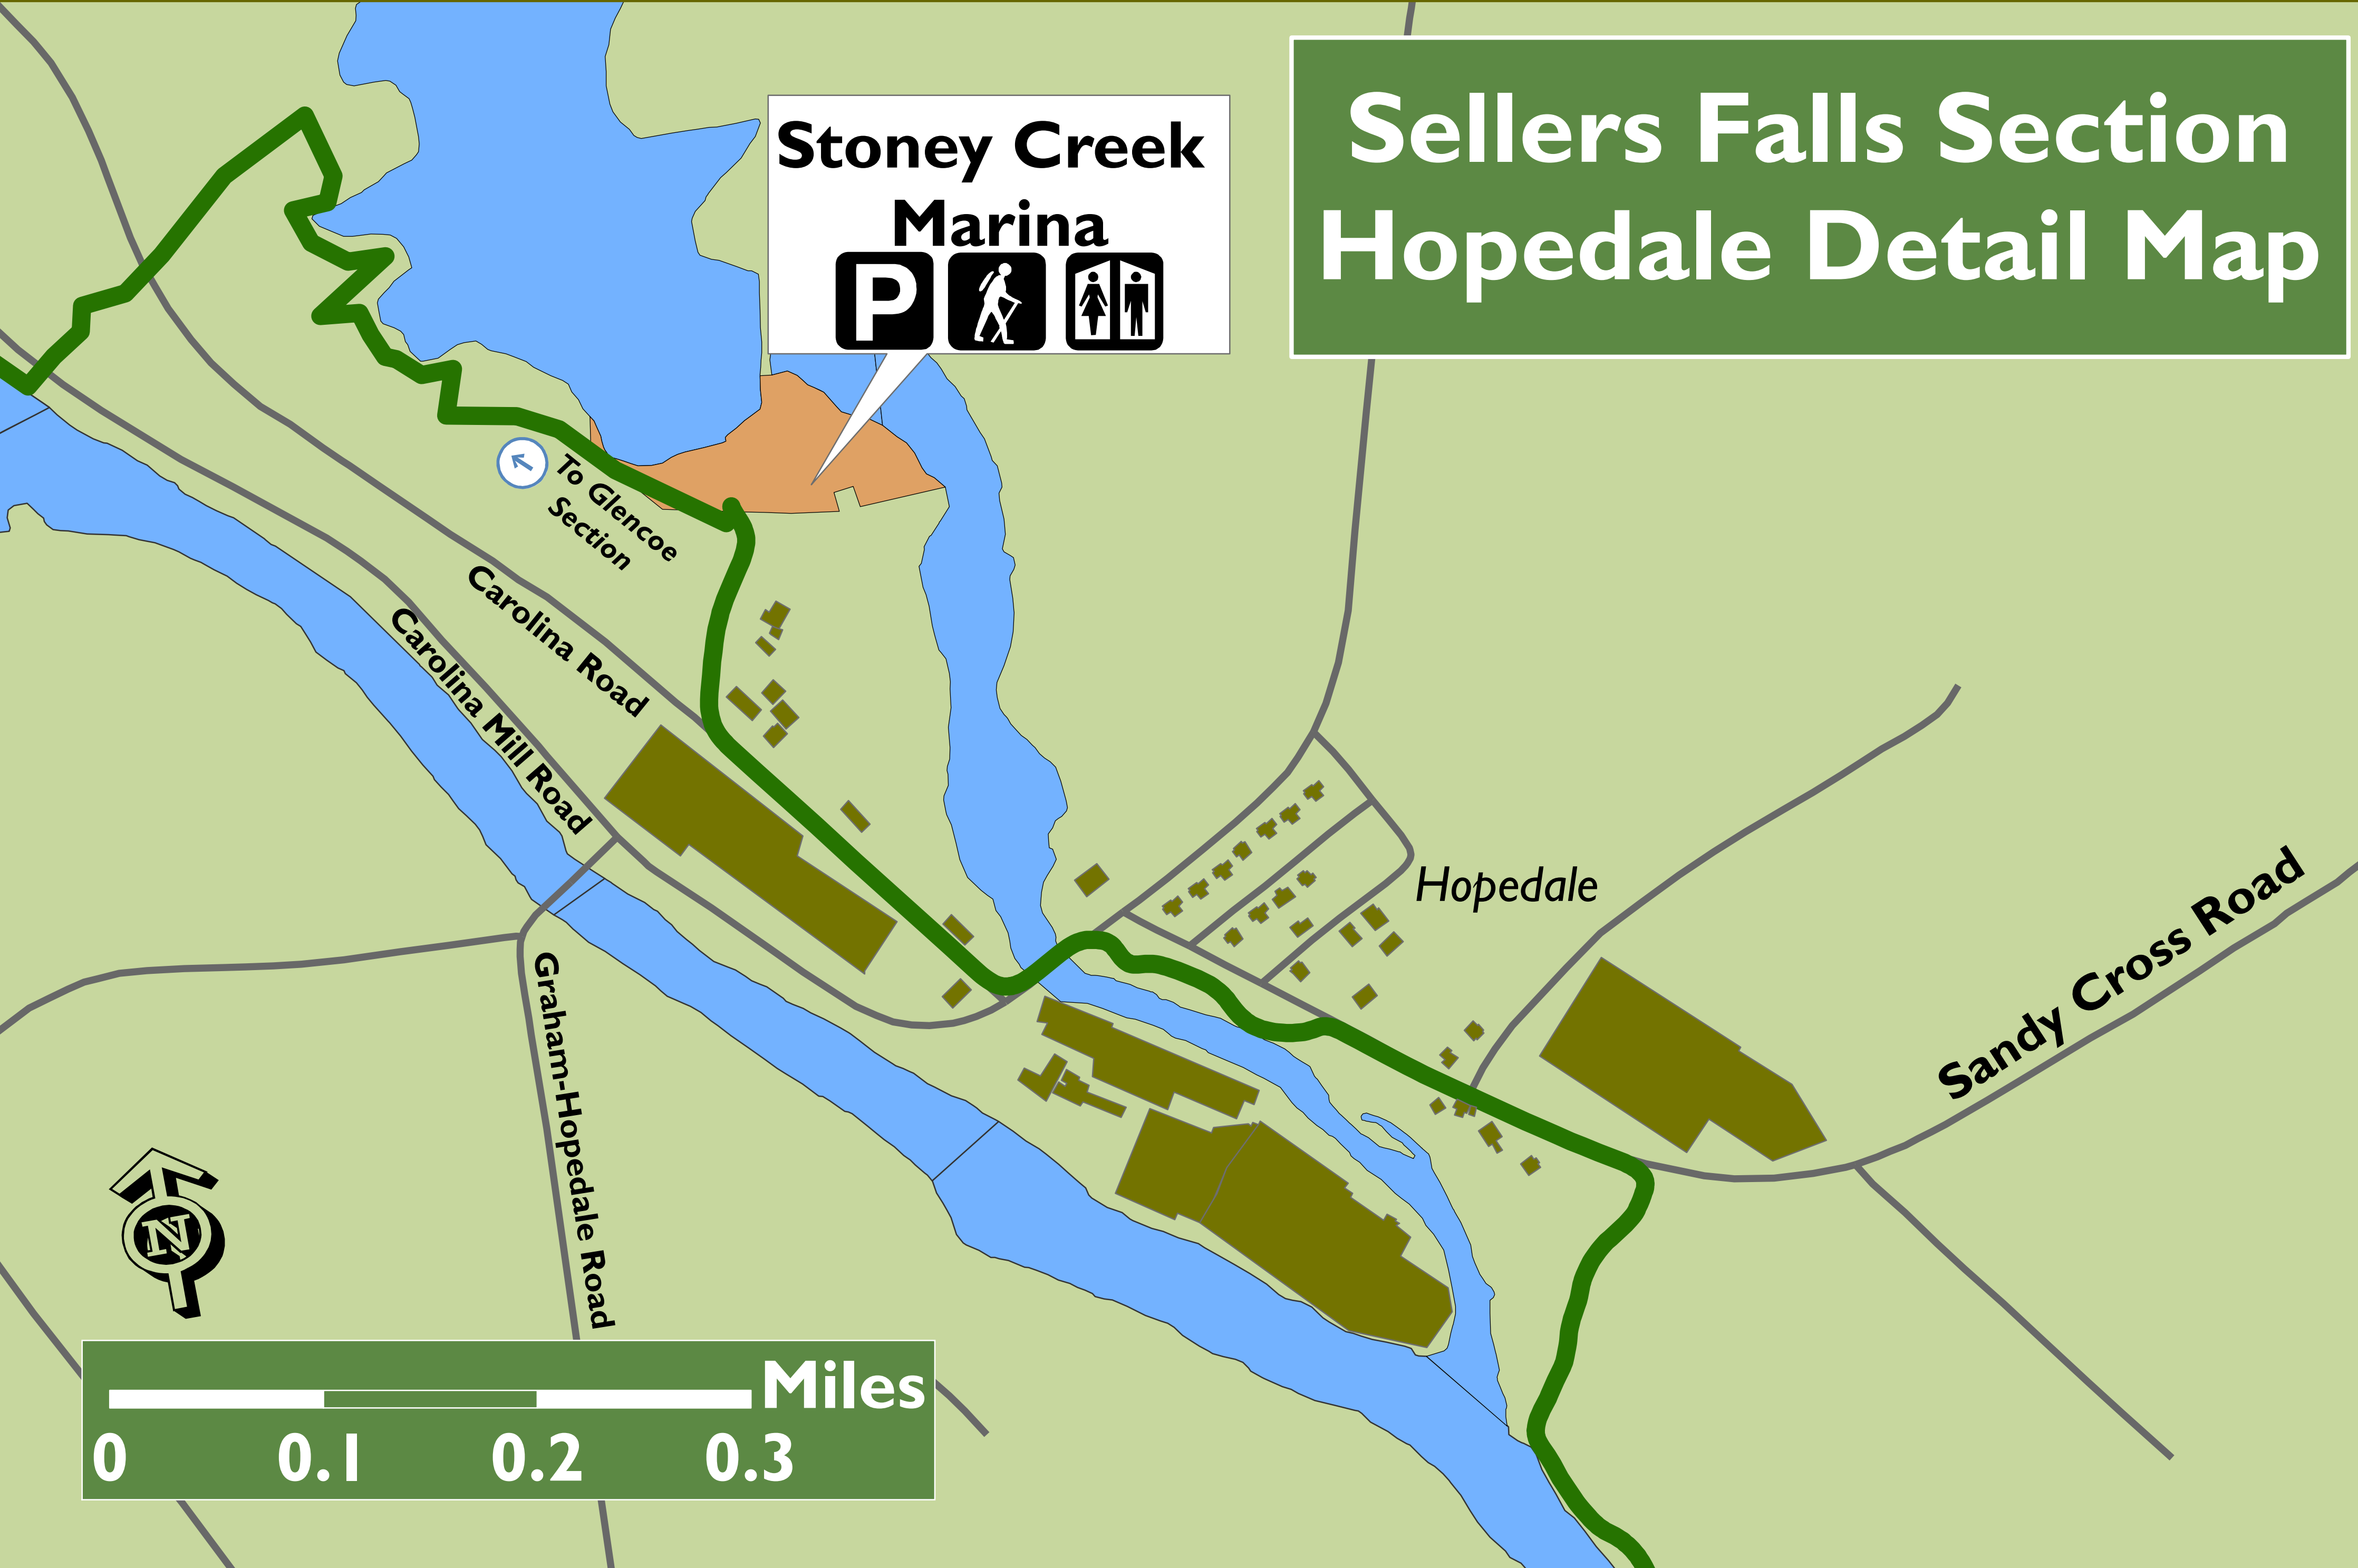 Sellers Falls Section
Hopedale Detail Map
Stoney Creek
Marina
P
To Glencoe
Section
Carolina Road
Carolina Mill Road
Hopedale
Sandy Cross Road
Graham-Hopedale Road
N
Miles
0 0.1 0.2 0.3